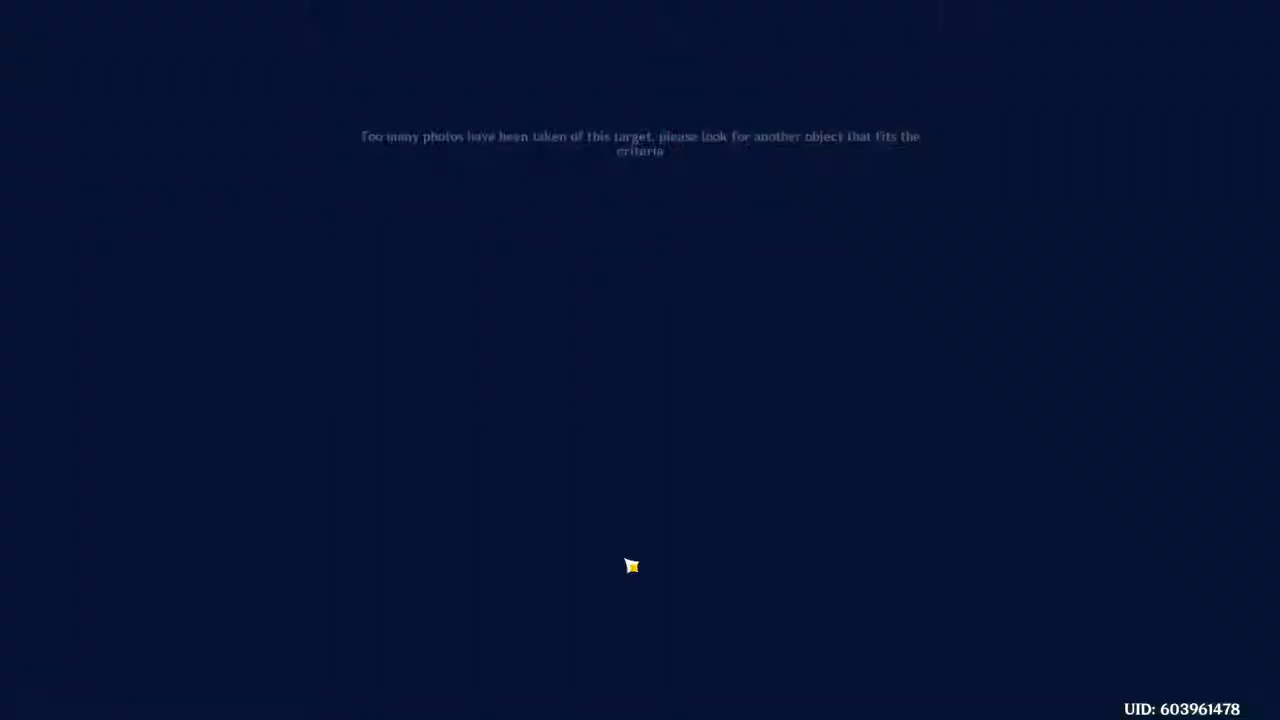 Too many photos have been taken of this target, please look for another object that fits the
criteria
UID: 603961478